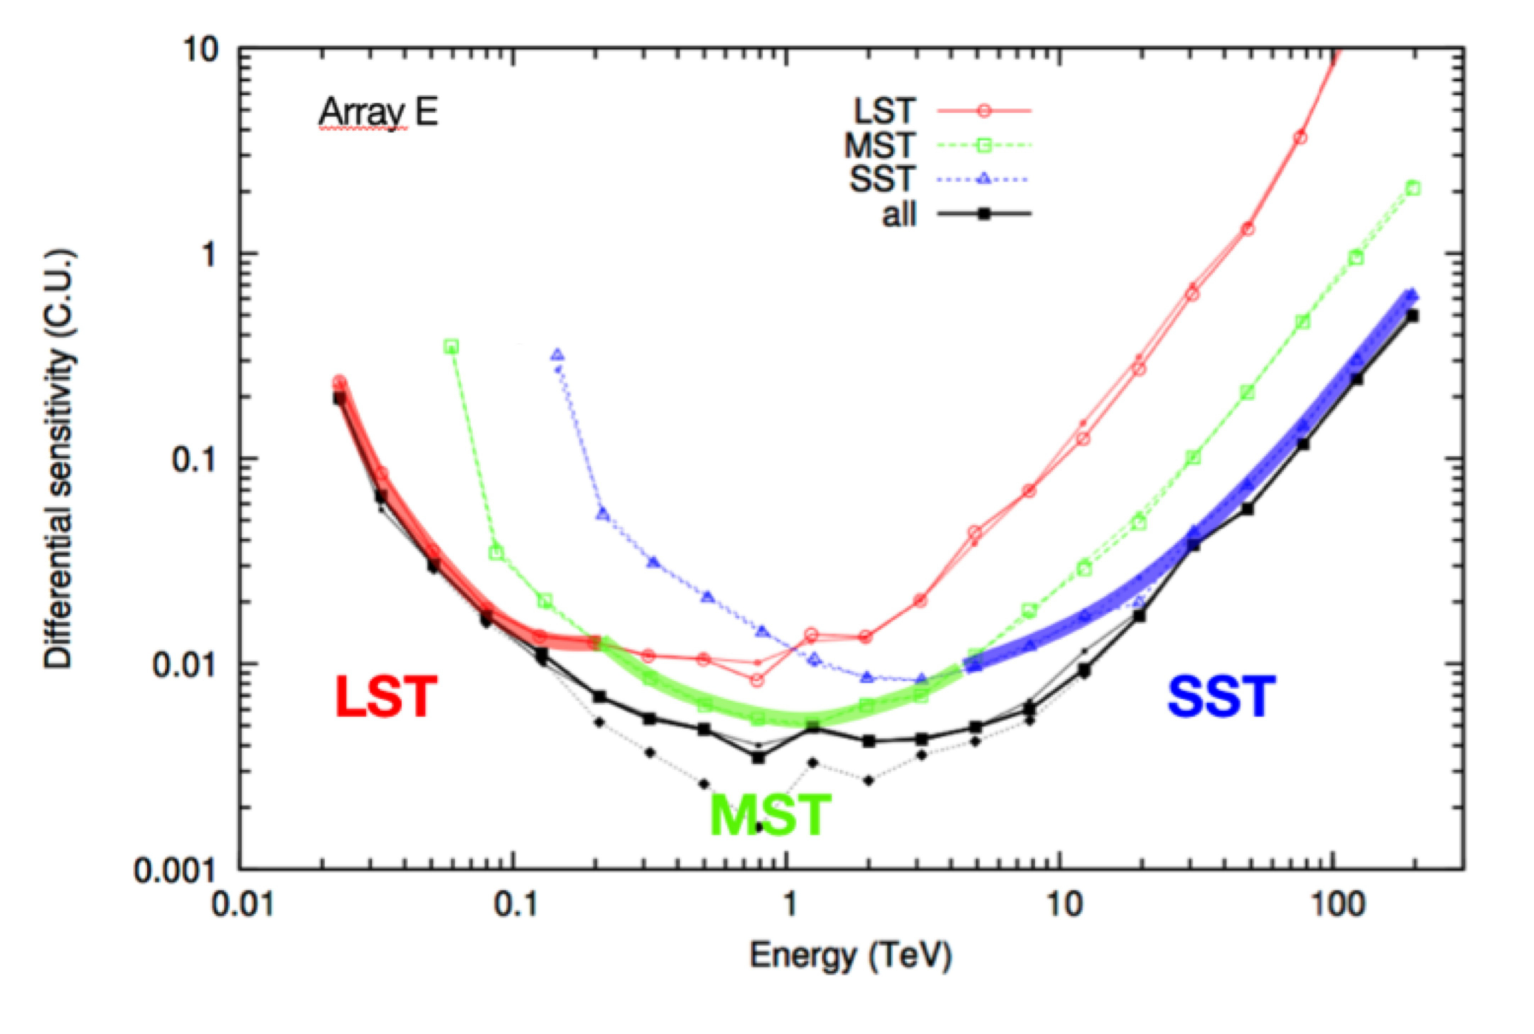 10
Array E
LST
MST
SST
all
1
Differential sensitivity (C.U.)
0.1
0.01
LST
SST
MST
0.001
0.01 0.1 1 10 100
Energy (TeV)